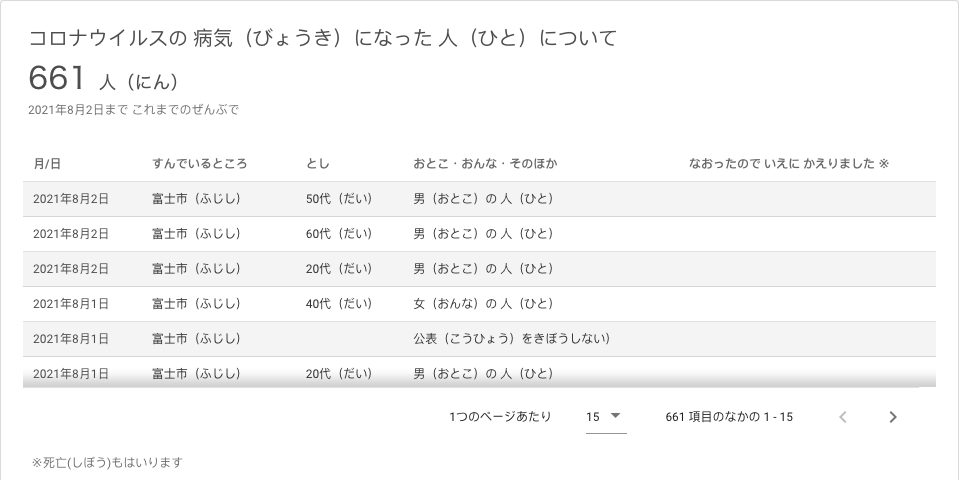 コロナウイルスの 病気（びょうき）になった 人（ひと）について
661 人（にん）
2021年8月2日まで これまでのぜんぶで
月/日 すんでいるところ とし おとこ・おんな・そのほか なおったので いえに かえりました ※
2021年8月2日 富士市（ふじし） 50代（だい） 男（おとこ）の 人（ひと）
2021年8月2日 富士市（ふじし） 60代（だい） 男（おとこ）の 人（ひと）
2021年8月2日 富士市（ふじし） 20代（だい） 男（おとこ）の 人（ひと）
2021年8月1日 富士市（ふじし） 40代（だい） 女（おんな）の 人（ひと）
2021年8月1日 富士市（ふじし） 公表（こうひょう）をきぼうしない）
2021年8月1日 富士市（ふじし） 20代（だい） 男（おとこ）の 人（ひと）
1つのページあたり 15 661 項目のなかの 1 - 15
※死亡(しぼう)もはいります